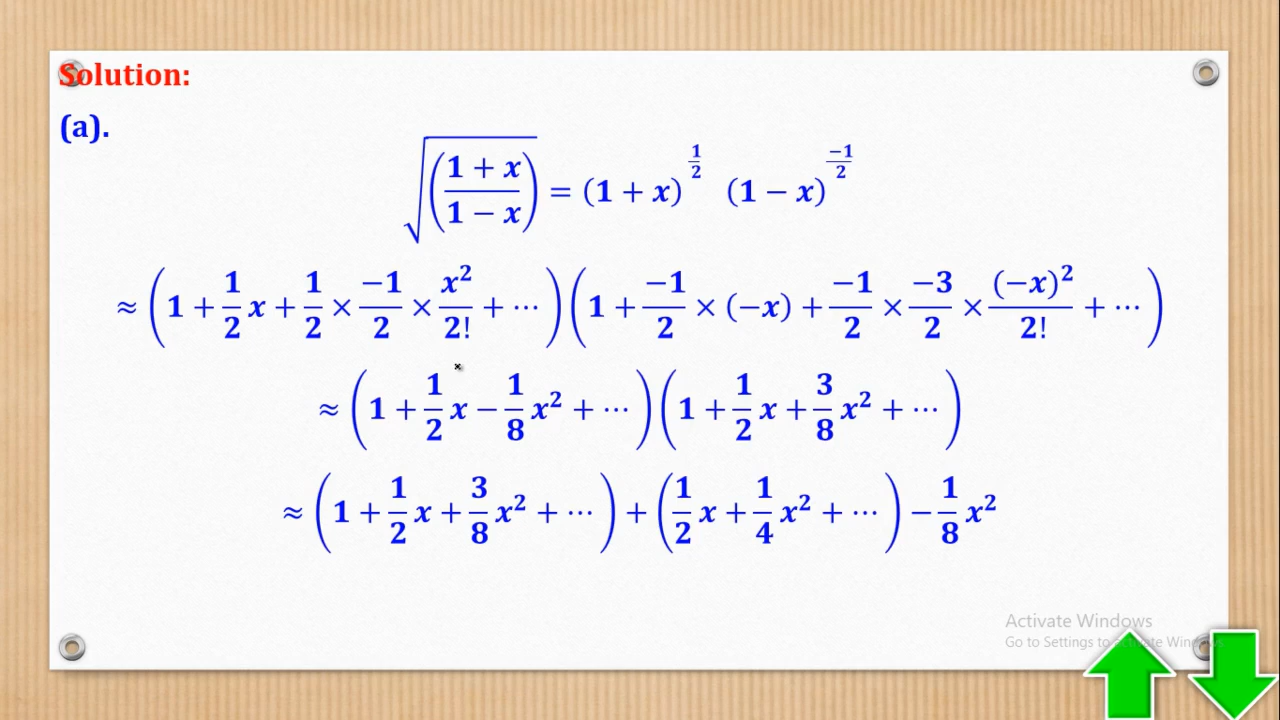 Solution:
(a).
√((1 + x)/(1 − x)) = (1 + x)^(1/2) (1 − x)^(−1/2)
≈ (1 + 1/2 x + 1/2 × −1/2 × x²/2! + ⋯)(1 + −1/2 × (−x) + −1/2 × −3/2 × (−x)²/2! + ⋯)
≈ (1 + 1/2 x − 1/8 x² + ⋯)(1 + 1/2 x + 3/8 x² + ⋯)
≈ (1 + 1/2 x + 3/8 x² + ⋯) + (1/2 x + 1/4 x² + ⋯) − 1/8 x²
Activate Windows
Go to Settings to Activate Windows